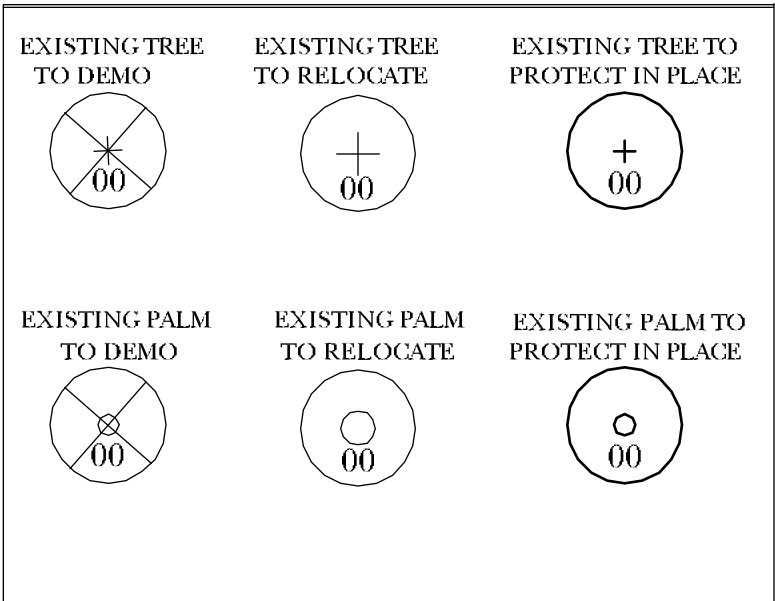 EXISTING TREE
TO DEMO
00
EXISTING TREE
TO RELOCATE
00
EXISTING TREE TO
PROTECT IN PLACE
00
EXISTING PALM
TO DEMO
00
EXISTING PALM
TO RELOCATE
00
EXISTING PALM TO
PROTECT IN PLACE
00